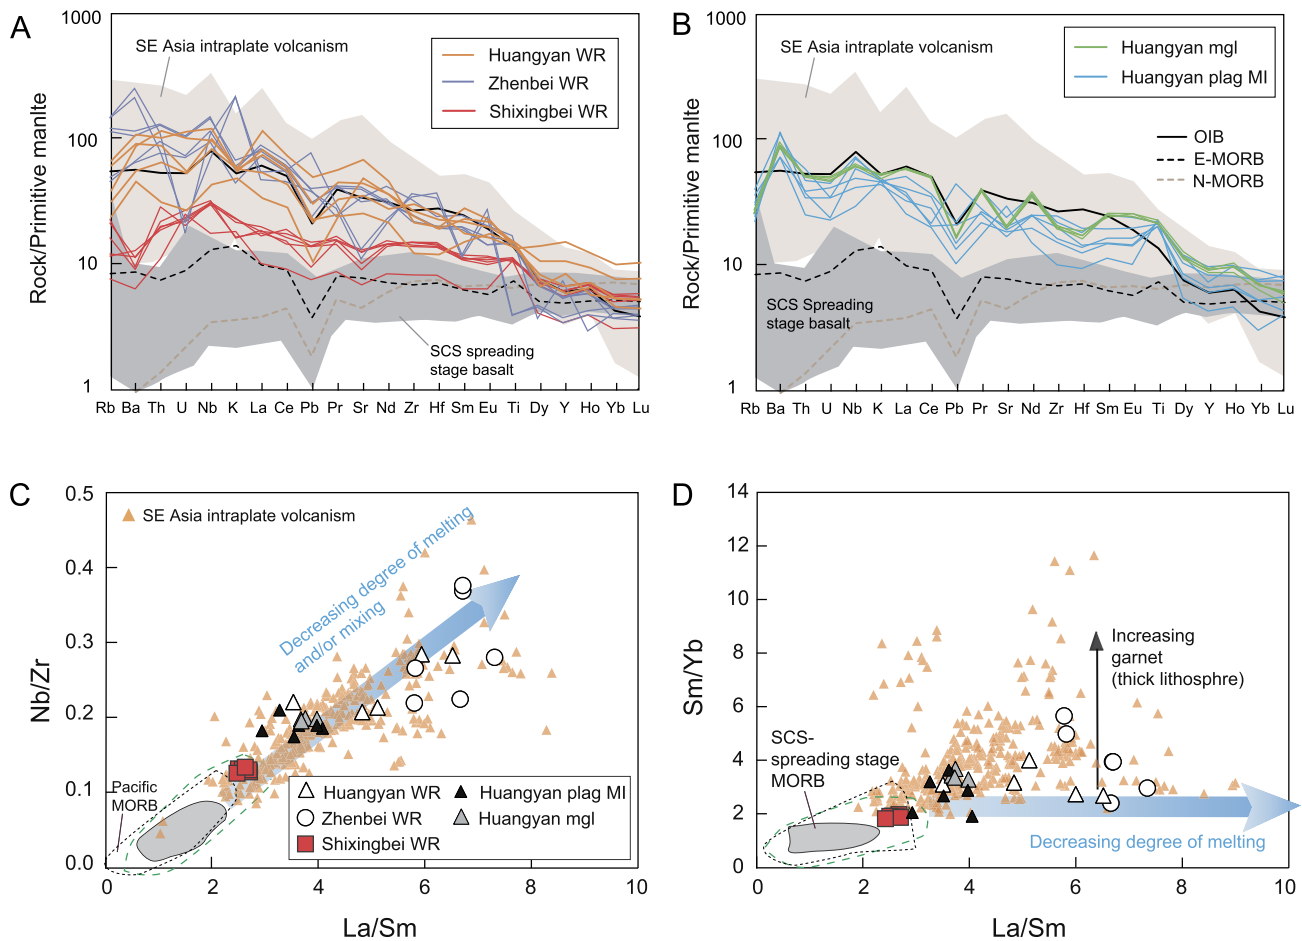 A
1000
100
10
1
Rock/Primitive manlte
SE Asia intraplate volcanism
Huangyan WR
Zhenbei WR
Shixingbei WR
SCS spreading
stage basalt
Rb Ba Th U Nb K La Ce Pb Pr Sr Nd Zr Hf Sm Eu Ti Dy Y Ho Yb Lu
B
1000
100
10
1
Rock/Primitive manlte
SE Asia intraplate volcanism
Huangyan mgl
Huangyan plag MI
OIB
E-MORB
N-MORB
SCS Spreading
stage basalt
Rb Ba Th U Nb K La Ce Pb Pr Sr Nd Zr Hf Sm Eu Ti Dy Y Ho Yb Lu
C
0.5
0.4
0.3
0.2
0.1
0.0
Nb/Zr
SE Asia intraplate volcanism
Decreasing degree of melting
and/or mixing
Pacific
MORB
Huangyan WR
Huangyan plag MI
Zhenbei WR
Huangyan mgl
Shixingbei WR
0 2 4 6 8 10
La/Sm
D
14
12
10
8
6
4
2
0
Sm/Yb
Increasing
garnet
(thick lithosphre)
SCS-
spreading stage
MORB
Decreasing degree of melting
0 2 4 6 8 10
La/Sm